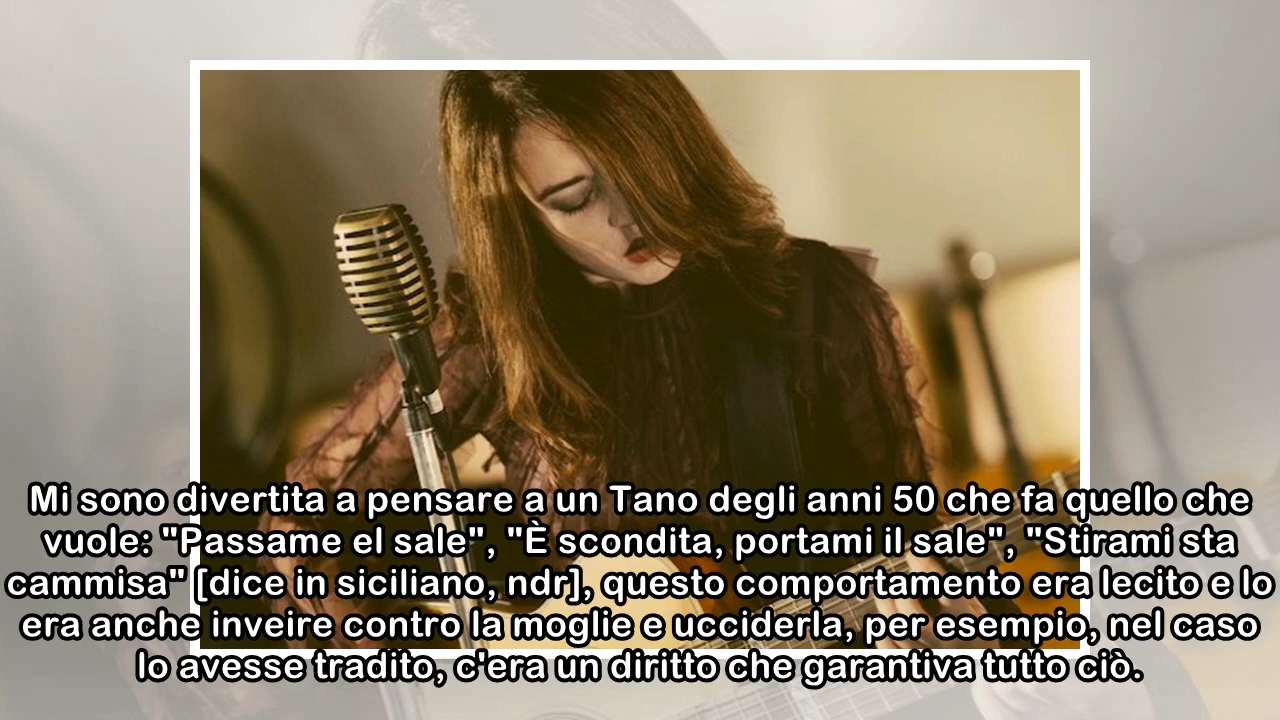 Mi sono divertita a pensare a un Tano degli anni 50 che fa quello che
vuole: "Passame el sale", "È scondita, portami il sale", "Stirami sta
cammisa" [dice in siciliano, ndr], questo comportamento era lecito e lo
era anche inveire contro la moglie e ucciderla, per esempio, nel caso
lo avesse tradito, c'era un diritto che garantiva tutto ciò.